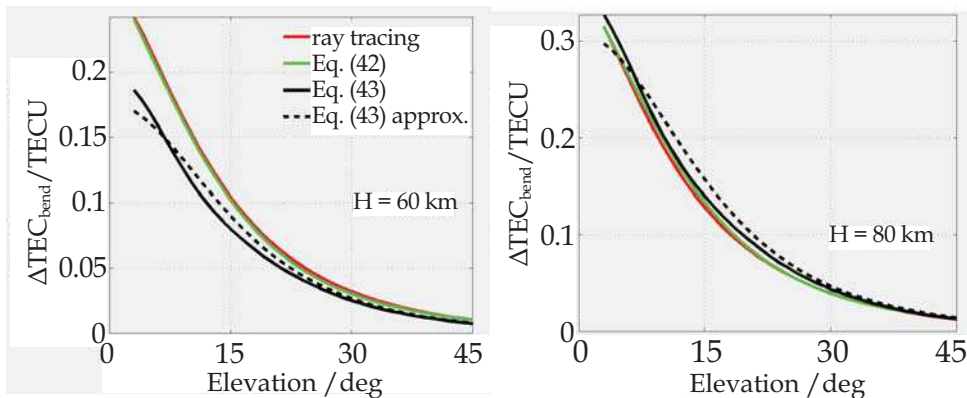 ΔTEC_bend/TECU
0.2
0.15
0.1
0.05
0
ray tracing
Eq. (42)
Eq. (43)
Eq. (43) approx.
H = 60 km
0 15 30 45
Elevation /deg
ΔTEC_bend/TECU
0.3
0.2
0.1
0
H = 80 km
0 15 30 45
Elevation /deg